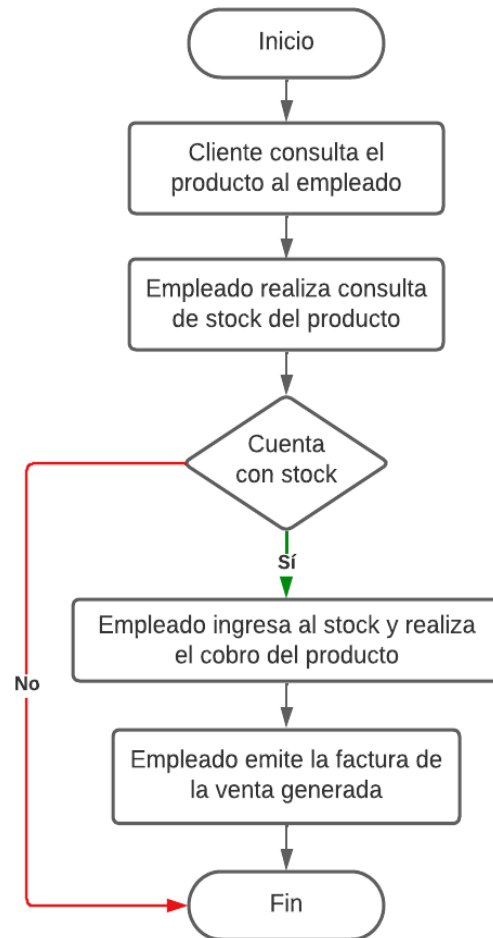 Inicio
Cliente consulta el
producto al empleado
Empleado realiza consulta
de stock del producto
Cuenta
con stock
Sí
Empleado ingresa al stock y realiza
el cobro del producto
No
Empleado emite la factura de
la venta generada
Fin